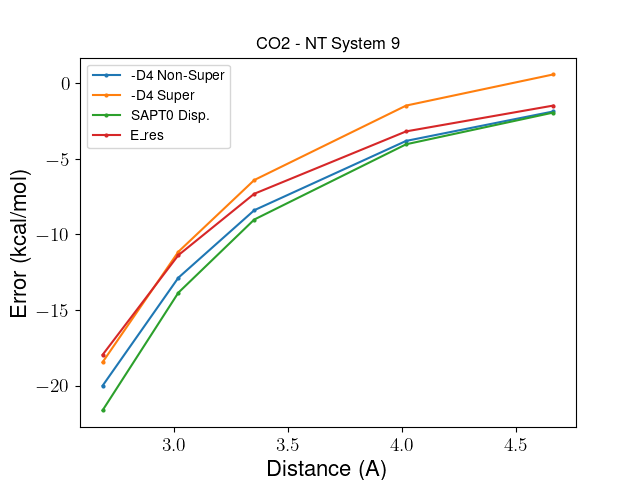 CO2 - NT System 9
-D4 Non-Super
-D4 Super
SAPT0 Disp.
E_res
0
−5
−10
−15
−20
Error (kcal/mol)
3.0 3.5 4.0 4.5
Distance (A)